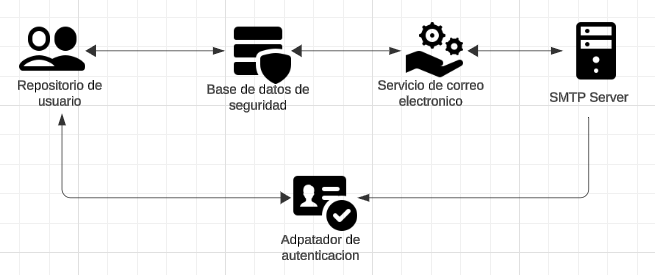 Repositorio de
usuario
Base de datos de
seguridad
Servicio de correo
electronico
SMTP Server
Adpatador de
autenticacion